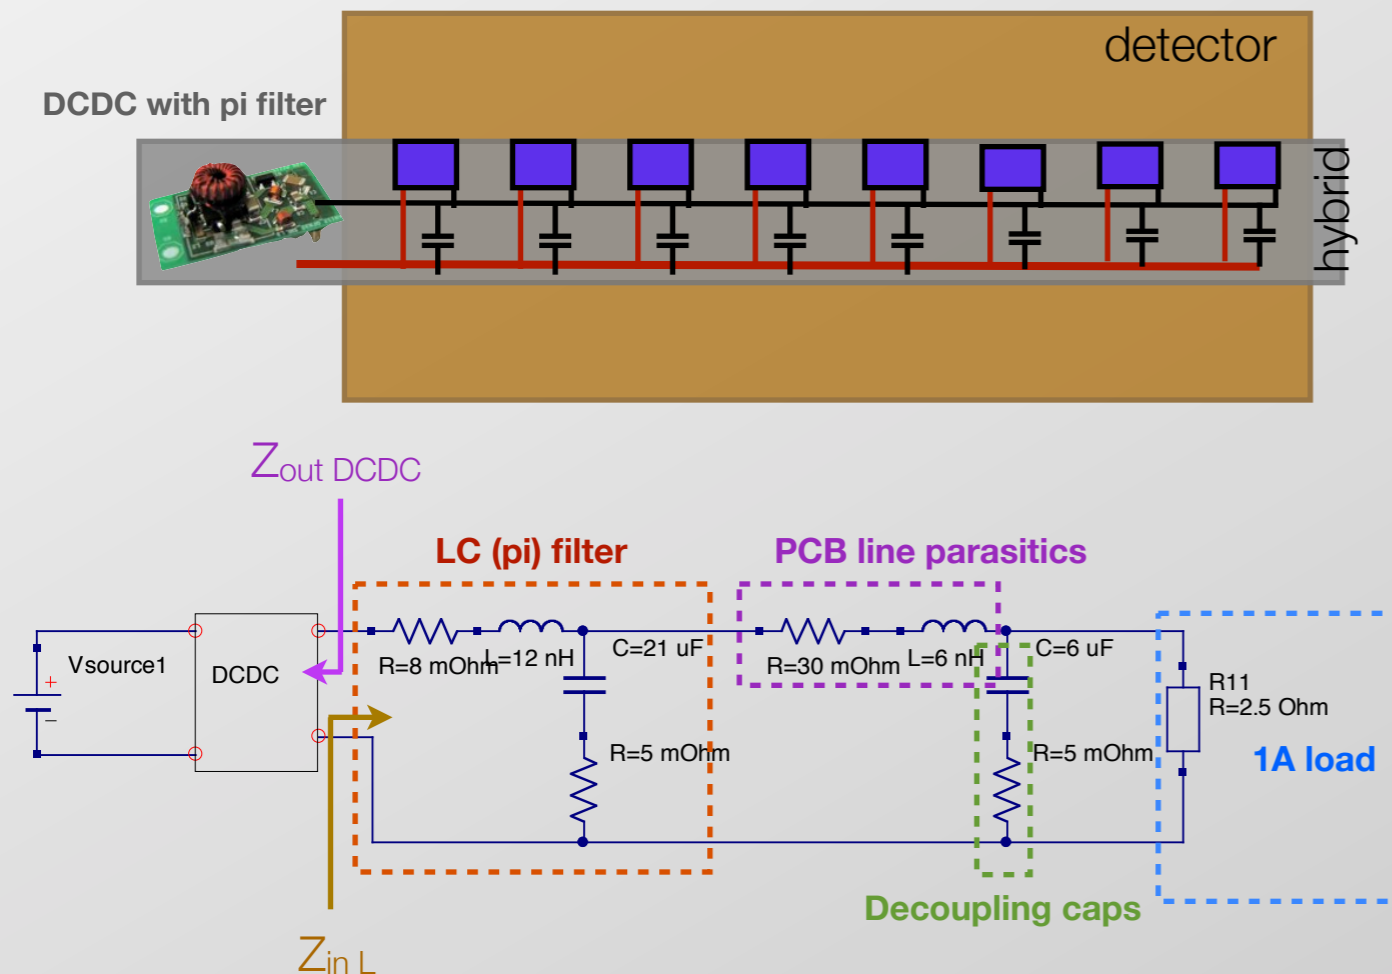 detector
DCDC with pi filter
hybrid
Zout DCDC
LC (pi) filter
PCB line parasitics
Vsource1
+
−
DCDC
R=8 mOhm
L=12 nH
C=21 uF
R=5 mOhm
R=30 mOhm
L=6 nH
C=6 uF
R=5 mOhm
R11
R=2.5 Ohm
1A load
Decoupling caps
Zin L